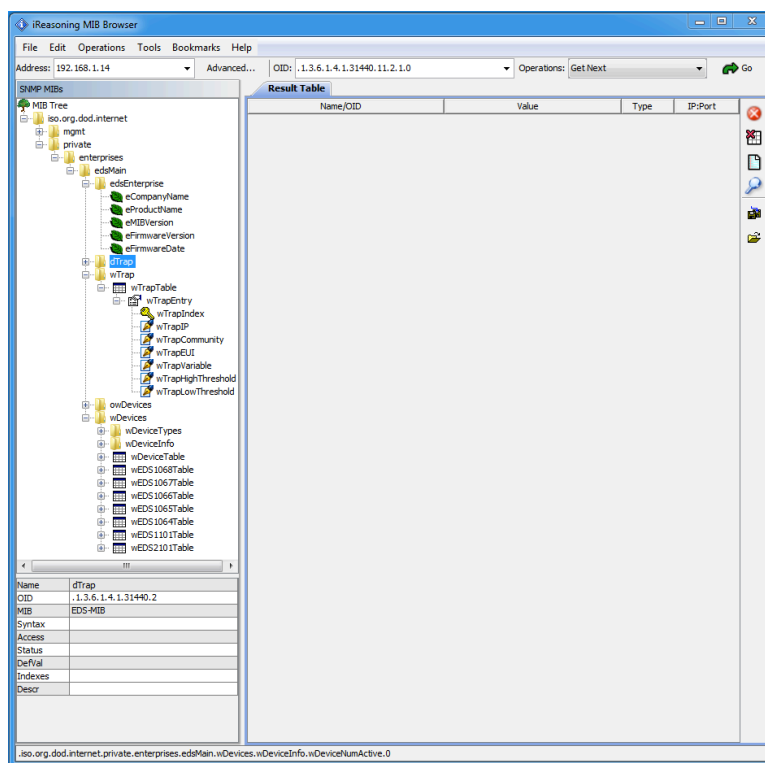 iReasoning MIB Browser
File Edit Operations Tools Bookmarks Help
Address: 192.168.1.14 Advanced... OID: .1.3.6.1.4.1.31440.11.2.1.0 Operations: Get Next Go
SNMP MIBs
Result Table
Name/OID Value Type IP:Port
MIB Tree
iso.org.dod.internet
mgmt
private
enterprises
edsMain
edsEnterprise
eCompanyName
eProductName
eMIBVersion
eFirmwareVersion
eFirmwareDate
dTrap
wTrap
wTrapTable
wTrapEntry
wTrapIndex
wTrapIP
wTrapCommunity
wTrapEUI
wTrapVariable
wTrapHighThreshold
wTrapLowThreshold
owDevices
wDevices
wDeviceTypes
wDeviceInfo
wDeviceTable
wEDS1068Table
wEDS1067Table
wEDS1066Table
wEDS1065Table
wEDS1064Table
wEDS1101Table
wEDS2101Table
Name dTrap
OID .1.3.6.1.4.1.31440.2
MIB EDS-MIB
Syntax
Access
Status
DefVal
Indexes
Descr
.iso.org.dod.internet.private.enterprises.edsMain.wDevices.wDeviceInfo.wDeviceNumActive.0